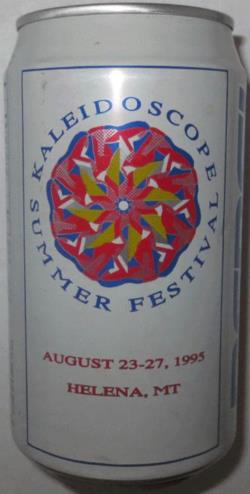 KALEIDOSCOPE
SUMMER FESTIVAL
AUGUST 23-27, 1995
HELENA, MT